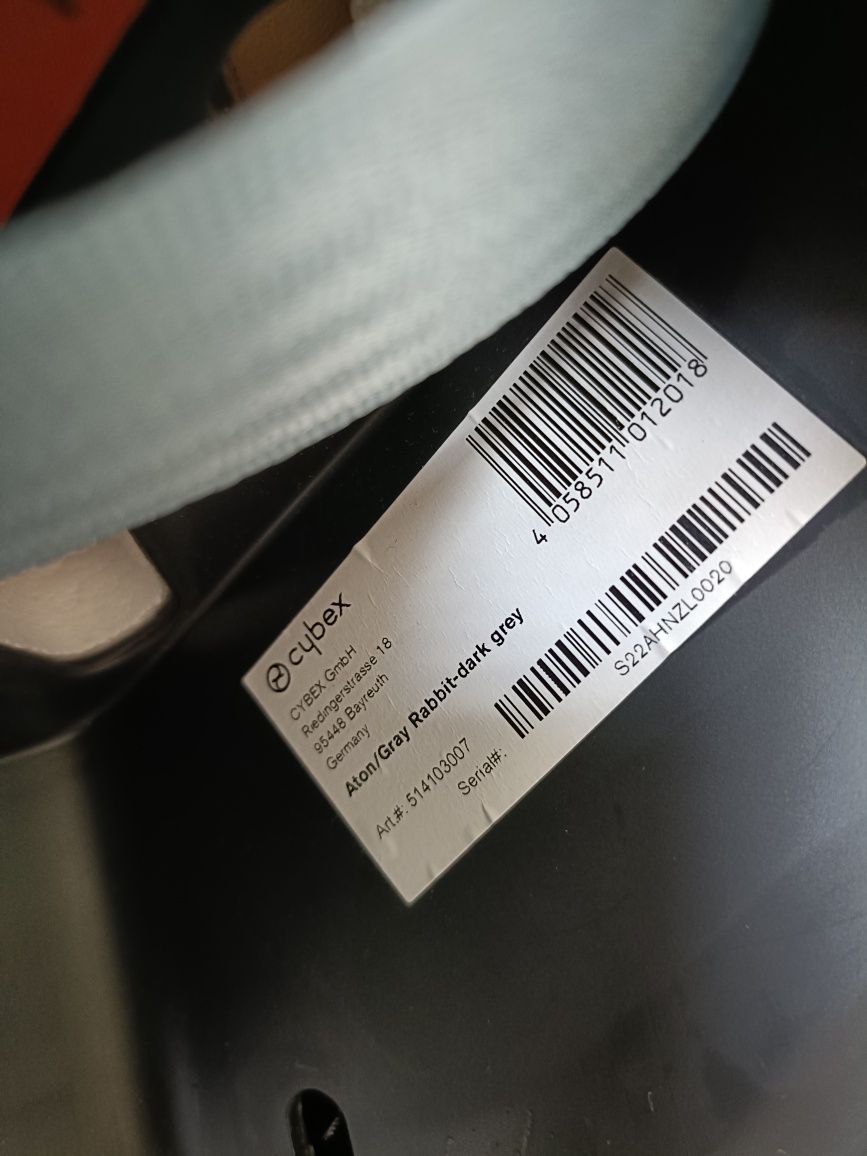 cybex
CYBEX GmbH
Riedingerstrasse 18
95448 Bayreuth
Germany
Aton/Gray Rabbit-dark grey
Art.#: 514103007
Serial#:
4 058511 012018
S22AHNZL0020